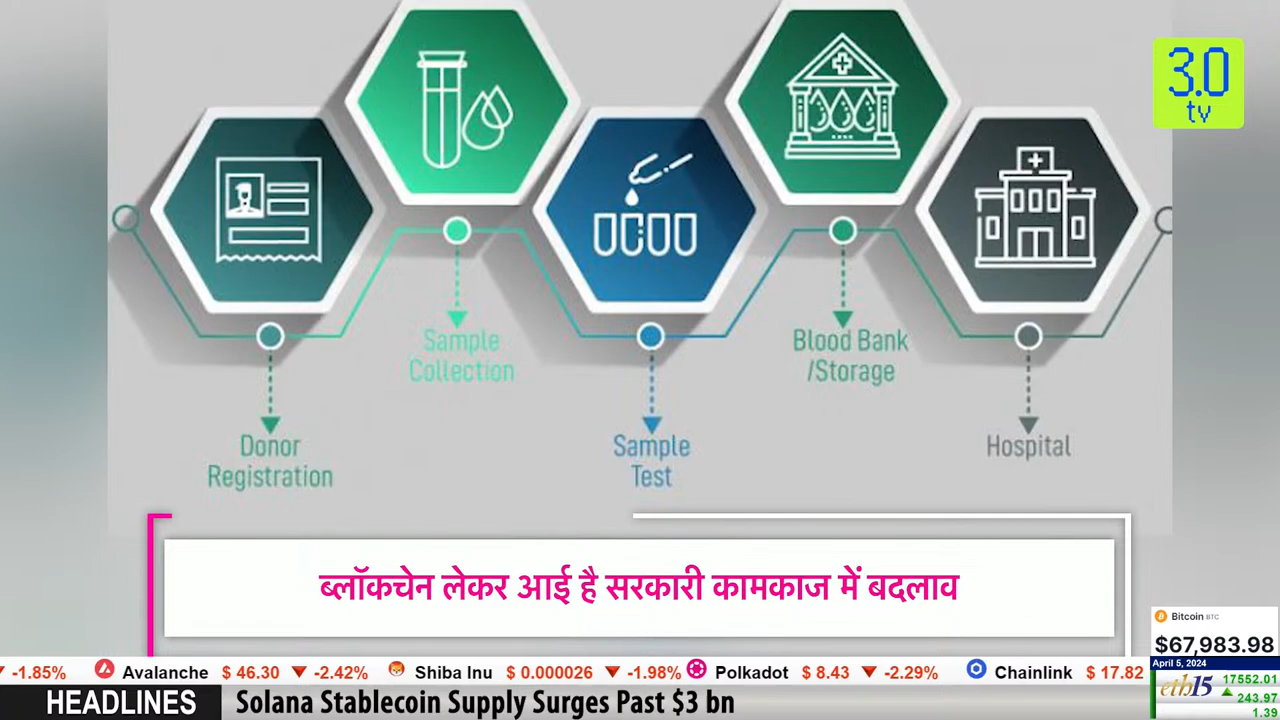 3.0
tv
Sample
Collection
Blood Bank
/Storage
Donor
Registration
Sample
Test
Hospital
ब्लॉकचेन लेकर आई है सरकारी कामकाज में बदलाव
Bitcoin BTC
$67,983.98
April 5, 2024
eth15 17552.01
243.97
1.39
-1.85% Avalanche $ 46.30 -2.42% Shiba Inu $ 0.000026 -1.98% Polkadot $ 8.43 -2.29% Chainlink $ 17.82
HEADLINES Solana Stablecoin Supply Surges Past $3 bn